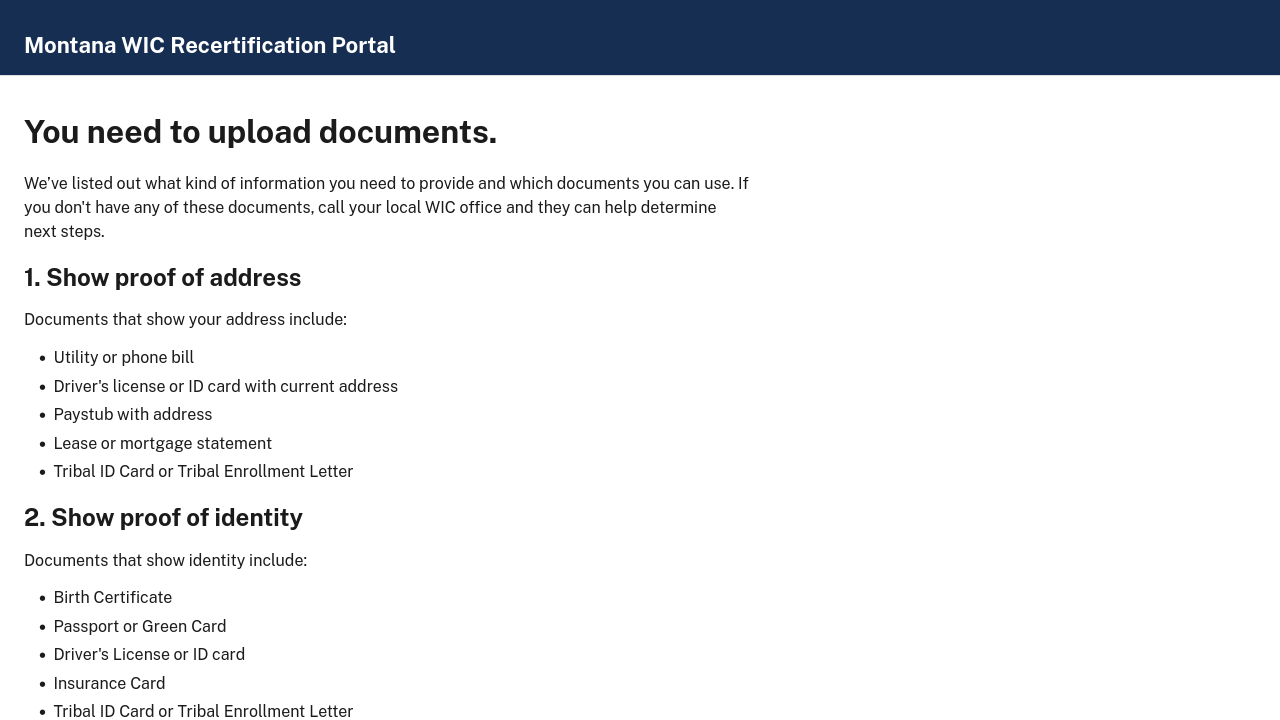 Montana WIC Recertification Portal
You need to upload documents.
We've listed out what kind of information you need to provide and which documents you can use. If
you don't have any of these documents, call your local WIC office and they can help determine
next steps.
1. Show proof of address
Documents that show your address include:
• Utility or phone bill
• Driver's license or ID card with current address
• Paystub with address
• Lease or mortgage statement
• Tribal ID Card or Tribal Enrollment Letter
2. Show proof of identity
Documents that show identity include:
• Birth Certificate
• Passport or Green Card
• Driver's License or ID card
• Insurance Card
• Tribal ID Card or Tribal Enrollment Letter